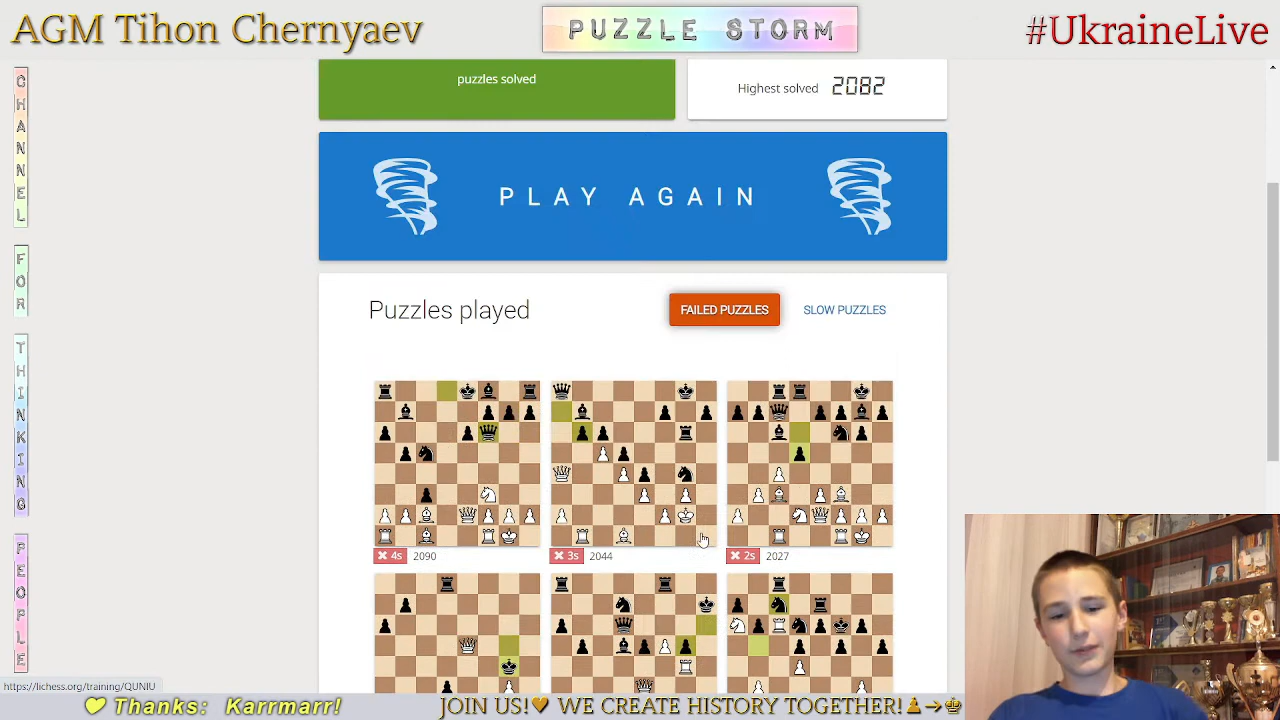 AGM Tihon Chernyaev
PUZZLE STORM
#UkraineLive
CHANNEL
FOR
THINKING
PEOPLE
puzzles solved
Highest solved 2082
PLAY AGAIN
Puzzles played
FAILED PUZZLES
SLOW PUZZLES
✖ 4s 2090
✖ 3s 2044
✖ 2s 2027
https://lichess.org/training/QUNIU
💛 Thanks: Karrmarr!
JOIN US!♥ WE CREATE HISTORY TOGETHER!♟→♚